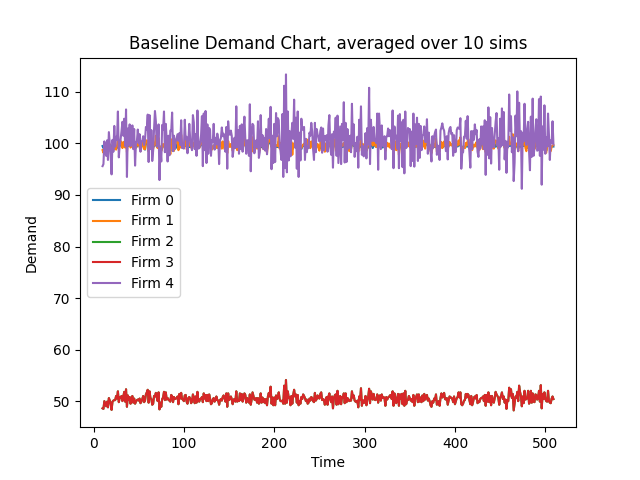 Baseline Demand Chart, averaged over 10 sims
Demand
110
100
90
80
70
60
50
Firm 0
Firm 1
Firm 2
Firm 3
Firm 4
0 100 200 300 400 500
Time